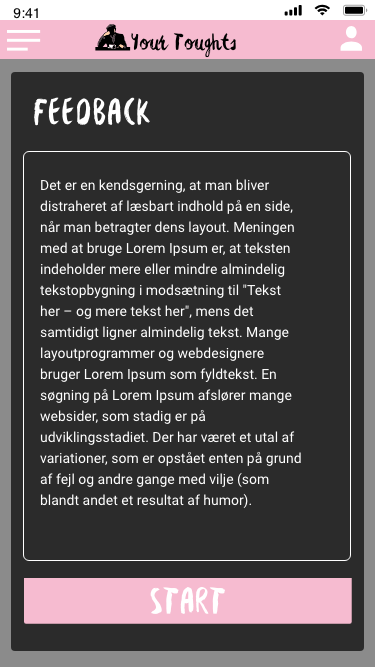 9:41
Your Toughts
FEEDBACK
Det er en kendsgerning, at man bliver
distraheret af læsbart indhold på en side,
når man betragter dens layout. Meningen
med at bruge Lorem Ipsum er, at teksten
indeholder mere eller mindre almindelig
tekstopbygning i modsætning til "Tekst
her – og mere tekst her", mens det
samtidigt ligner almindelig tekst. Mange
layoutprogrammer og webdesignere
bruger Lorem Ipsum som fyldtekst. En
søgning på Lorem Ipsum afslører mange
websider, som stadig er på
udviklingsstadiet. Der har været et utal af
variationer, som er opstået enten på grund
af fejl og andre gange med vilje (som
blandt andet et resultat af humor).
START